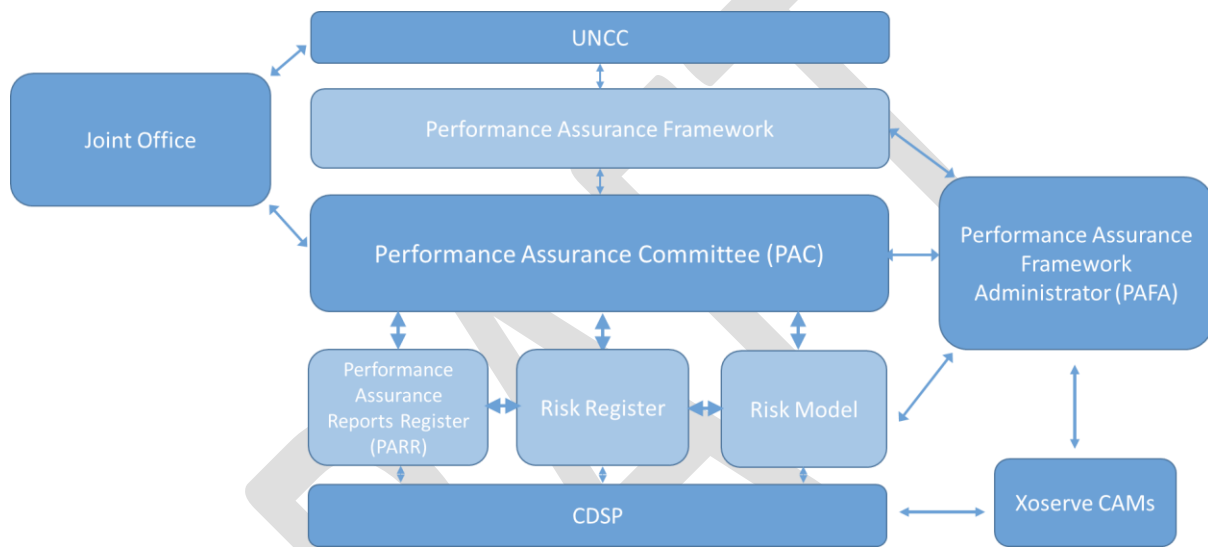 UNCC
Joint Office
Performance Assurance Framework
Performance Assurance Committee (PAC)
Performance Assurance
Framework
Administrator (PAFA)
Performance
Assurance
Reports Register
(PARR)
Risk Register
Risk Model
CDSP
Xoserve CAMs
DRAFT